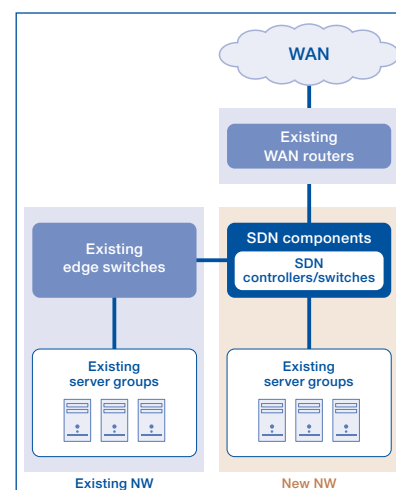 WAN
Existing
WAN routers
Existing
edge switches
SDN components
SDN
controllers/switches
Existing
server groups
Existing
server groups
Existing NW
New NW